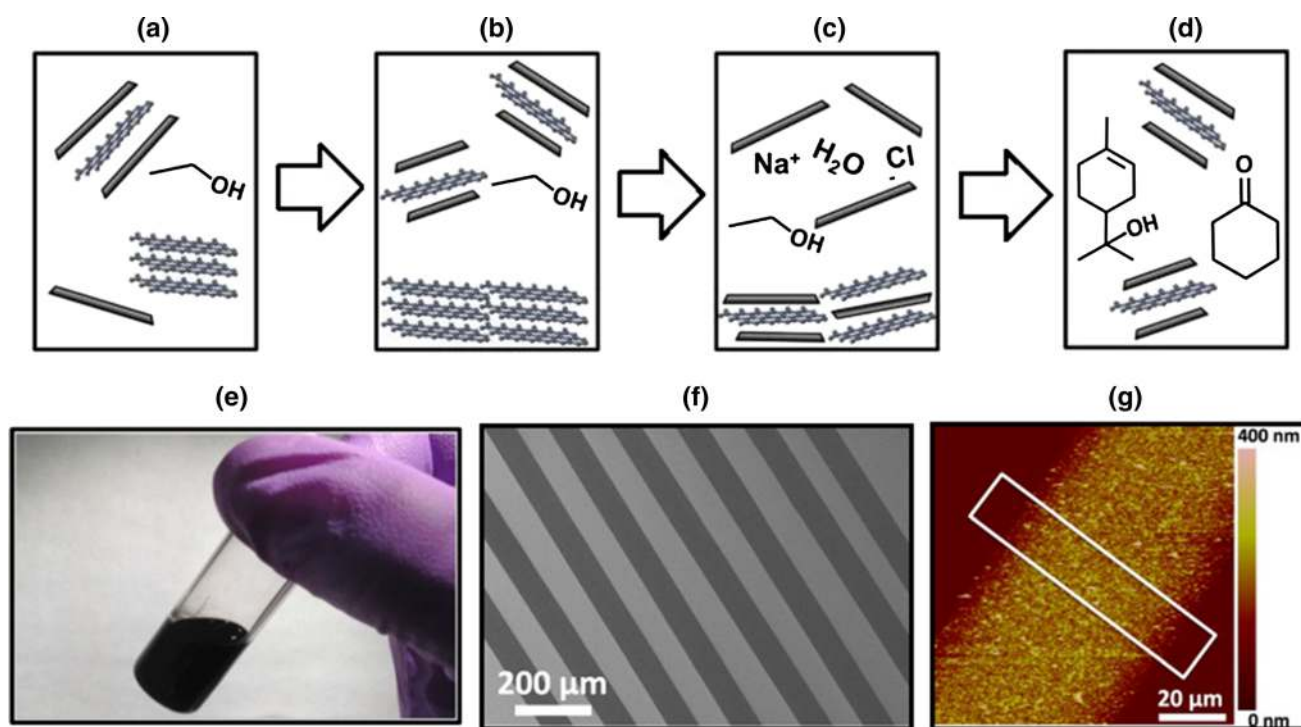 (a)
(b)
(c)
(d)
OH
OH
Na⁺ H₂O Cl
OH
OH
O
(e)
(f)
(g)
200 µm
400 nm
20 µm
0 nm